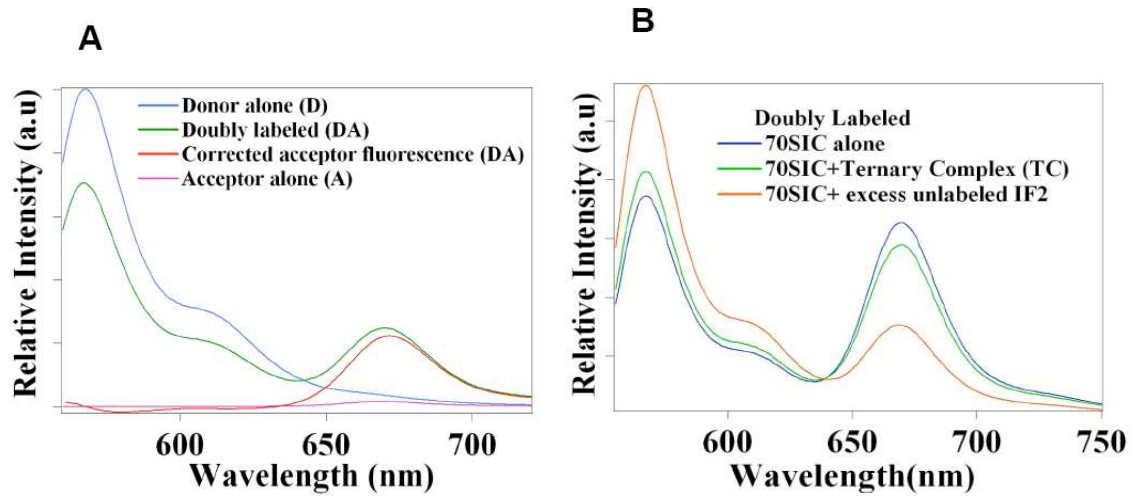 A
Relative Intensity (a.u)
Donor alone (D)
Doubly labeled (DA)
Corrected acceptor fluorescence (DA)
Acceptor alone (A)
600
650
700
Wavelength (nm)
B
Relative Intensity (a.u)
Doubly Labeled
70SIC alone
70SIC+Ternary Complex (TC)
70SIC+ excess unlabeled IF2
600
650
700
750
Wavelength(nm)